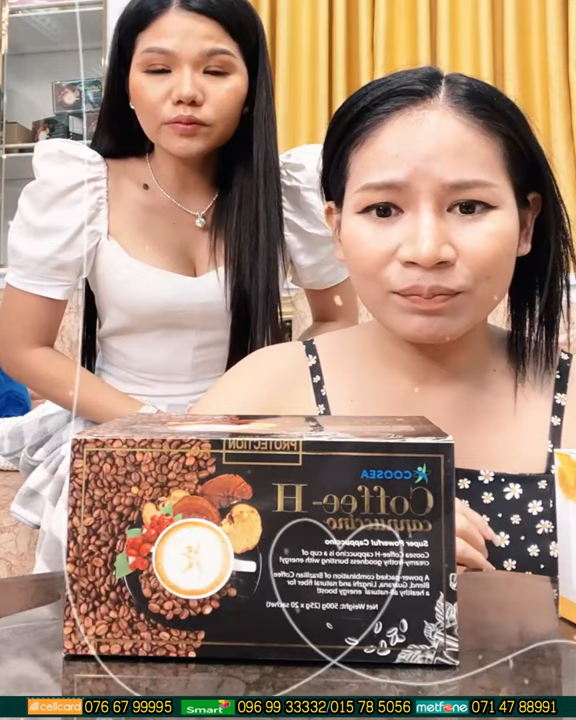 PROTECTION
COOSEA
Coffee-H
cappuccino
Super Powerful Cappuccino
Coosea Coffee-H cappuccino is a cup of
creamy, frothy goodness bursting with energy!
A power-packed combination of Brazilian Coffee
Blend, Guarana, Lingzhi and natural fiber for
a healthy all-natural energy boost!
Net Weight: 500g (25g x 20 sachet)
cellcard 076 67 99995 Smart 096 99 33332/015 78 5056 metfone 071 47 88991